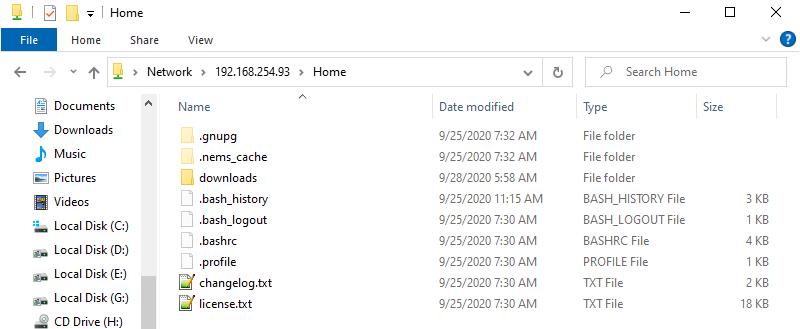 Home
File Home Share View
Network 192.168.254.93 Home Search Home
Documents
Downloads
Music
Pictures
Videos
Local Disk (C:)
Local Disk (D:)
Local Disk (E:)
Local Disk (G:)
CD Drive (H:)
Name Date modified Type Size
.gnupg 9/25/2020 7:32 AM File folder
.nems_cache 9/25/2020 7:32 AM File folder
downloads 9/28/2020 5:58 AM File folder
.bash_history 9/25/2020 11:15 AM BASH_HISTORY File 3 KB
.bash_logout 9/25/2020 7:30 AM BASH_LOGOUT File 1 KB
.bashrc 9/25/2020 7:30 AM BASHRC File 4 KB
.profile 9/25/2020 7:30 AM PROFILE File 1 KB
changelog.txt 9/25/2020 7:30 AM TXT File 2 KB
license.txt 9/25/2020 7:30 AM TXT File 18 KB